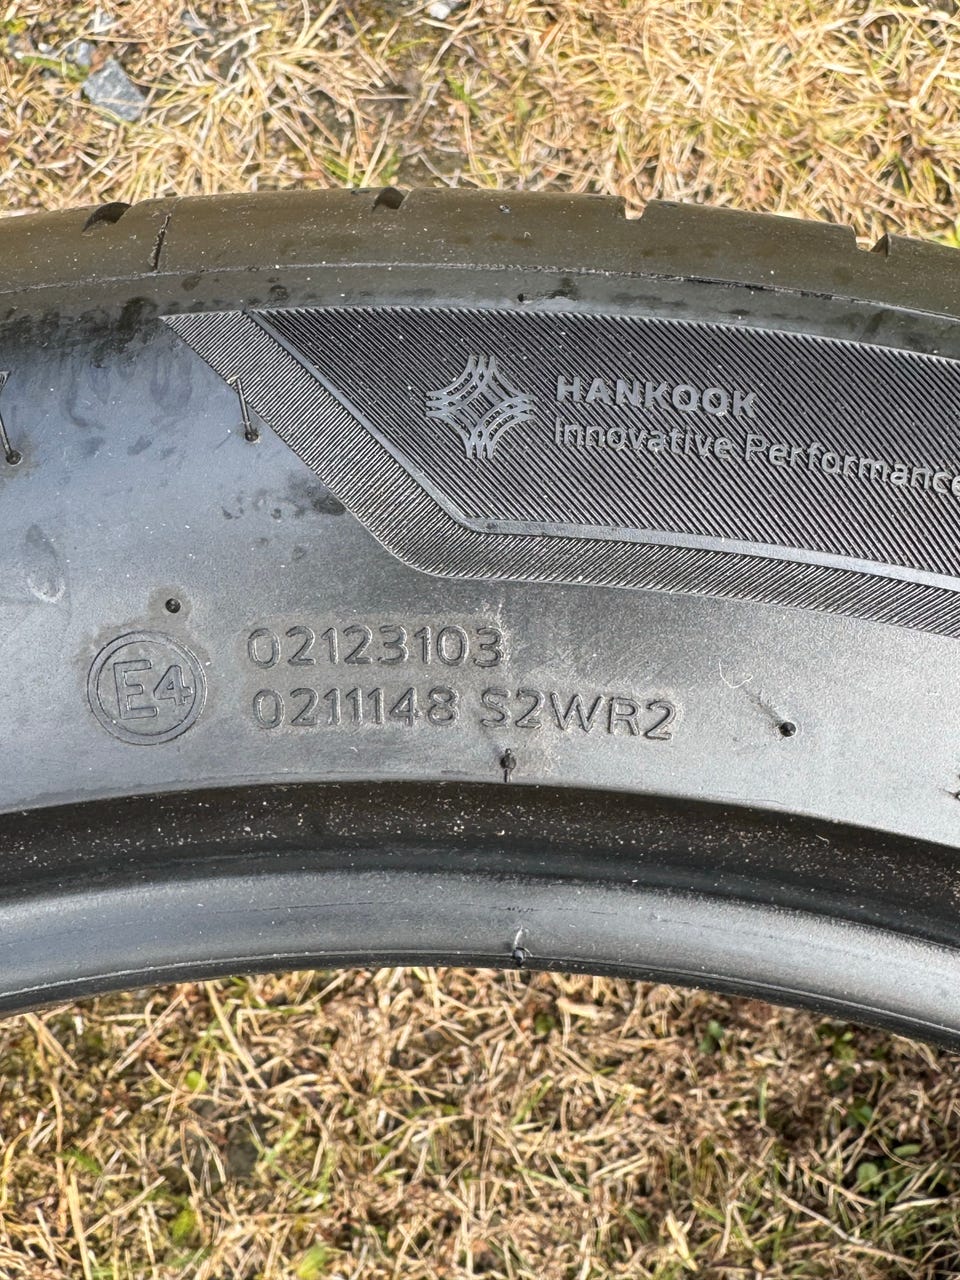 HANKOOK
Innovative Performance
E4
02123103
0211148 S2WR2